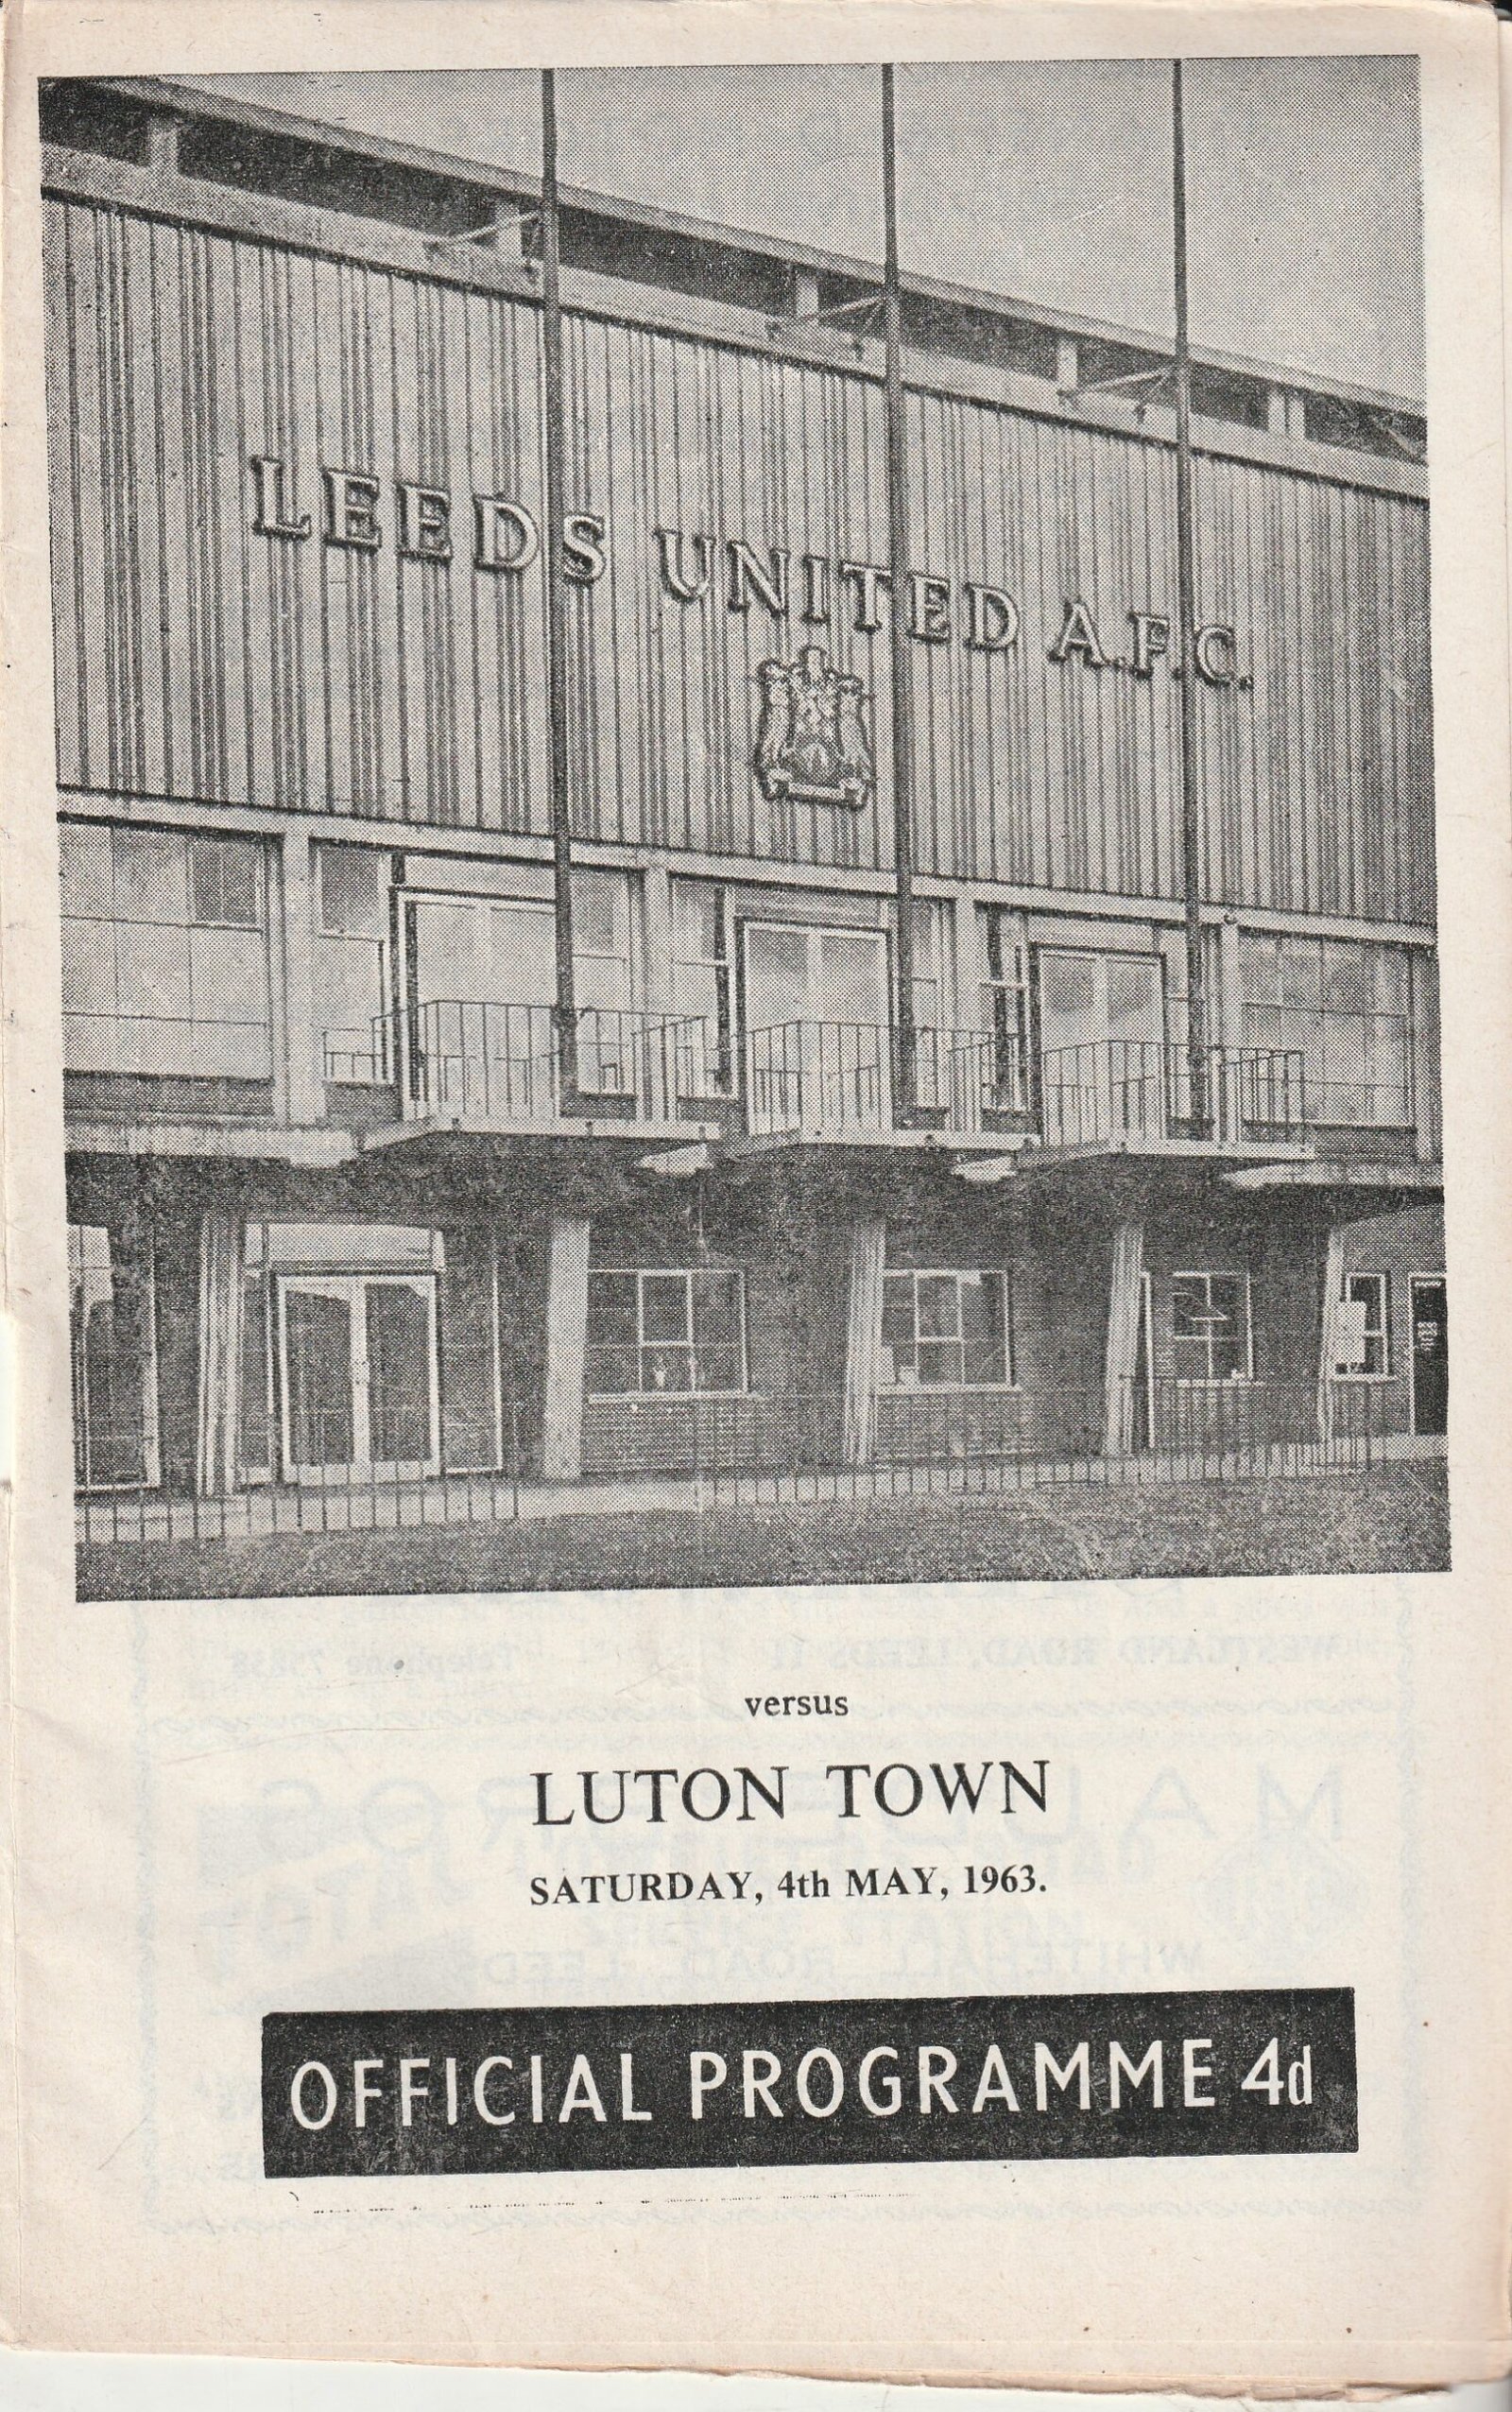 LEEDS UNITED A.F.C.
versus
LUTON TOWN
SATURDAY, 4th MAY, 1963.
OFFICIAL PROGRAMME 4d